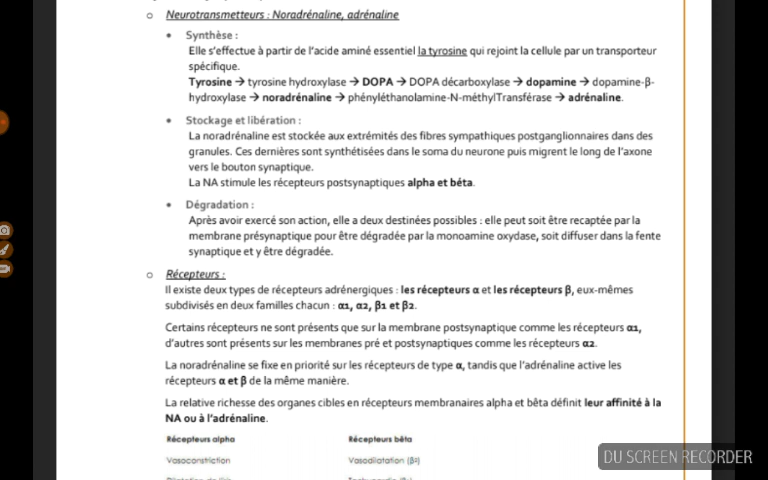 o Neurotransmetteurs : Noradrénaline, adrénaline
• Synthèse :
Elle s'effectue à partir de l'acide aminé essentiel la tyrosine qui rejoint la cellule par un transporteur
spécifique.
Tyrosine → tyrosine hydroxylase → DOPA → DOPA décarboxylase → dopamine → dopamine-β-
hydroxylase → noradrénaline → phényléthanolamine-N-méthylTransférase → adrénaline.
• Stockage et libération :
La noradrénaline est stockée aux extrémités des fibres sympathiques postganglionnaires dans des
granules. Ces dernières sont synthétisées dans le soma du neurone puis migrent le long de l'axone
vers le bouton synaptique.
La NA stimule les récepteurs postsynaptiques alpha et béta.
• Dégradation :
Après avoir exercé son action, elle a deux destinées possibles : elle peut soit être recaptée par la
membrane présynaptique pour être dégradée par la monoamine oxydase, soit diffuser dans la fente
synaptique et y être dégradée.
o Récepteurs :
Il existe deux types de récepteurs adrénergiques : les récepteurs α et les récepteurs β, eux-mêmes
subdivisés en deux familles chacun : α1, α2, β1 et β2.
Certains récepteurs ne sont présents que sur la membrane postsynaptique comme les récepteurs α1,
d'autres sont présents sur les membranes pré et postsynaptiques comme les récepteurs α2.
La noradrénaline se fixe en priorité sur les récepteurs de type α, tandis que l'adrénaline active les
récepteurs α et β de la même manière.
La relative richesse des organes cibles en récepteurs membranaires alpha et bêta définit leur affinité à la
NA ou à l'adrénaline.
Récepteurs alpha Récepteurs bêta
Vasoconstriction Vasodilatation (β2)
DU SCREEN RECORDER